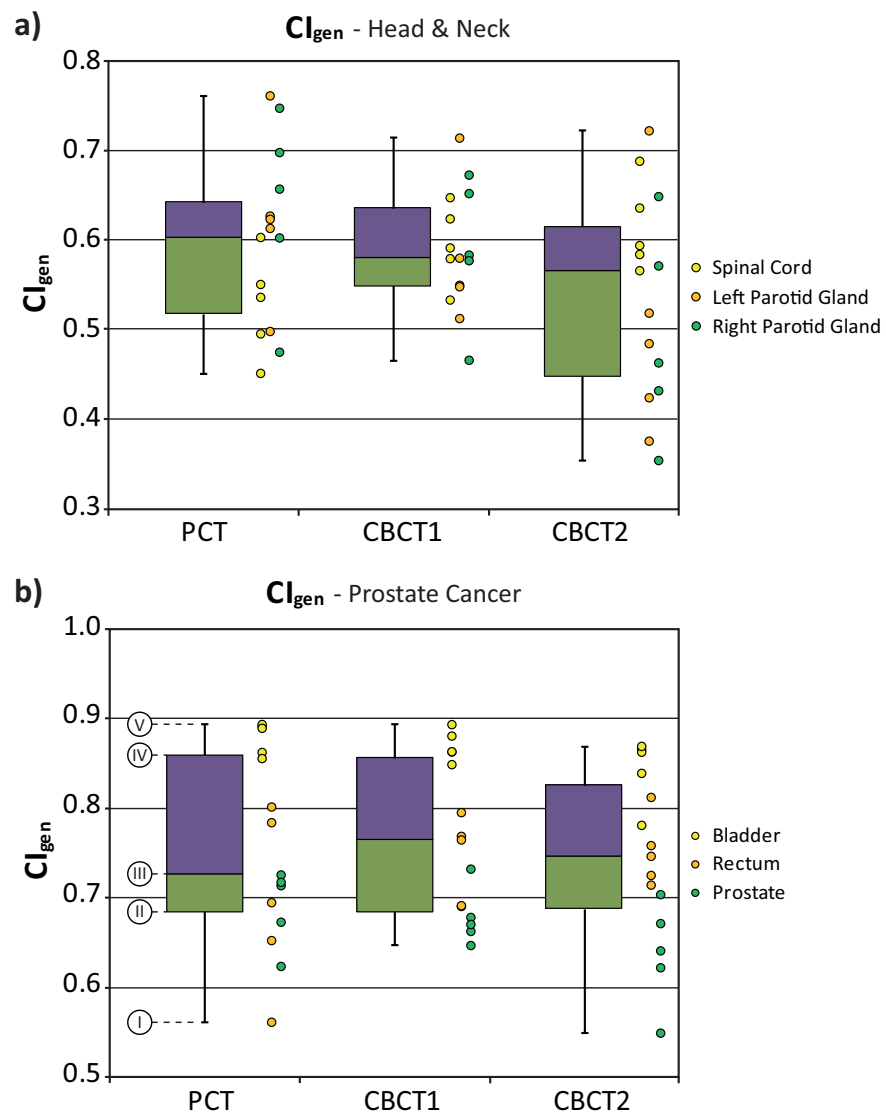 a)
CIgen - Head & Neck
0.8
0.7
0.6
0.5
0.4
0.3
CIgen
PCT
CBCT1
CBCT2
Spinal Cord
Left Parotid Gland
Right Parotid Gland
b)
CIgen - Prostate Cancer
1.0
0.9
0.8
0.7
0.6
0.5
CIgen
V
IV
III
II
I
PCT
CBCT1
CBCT2
Bladder
Rectum
Prostate